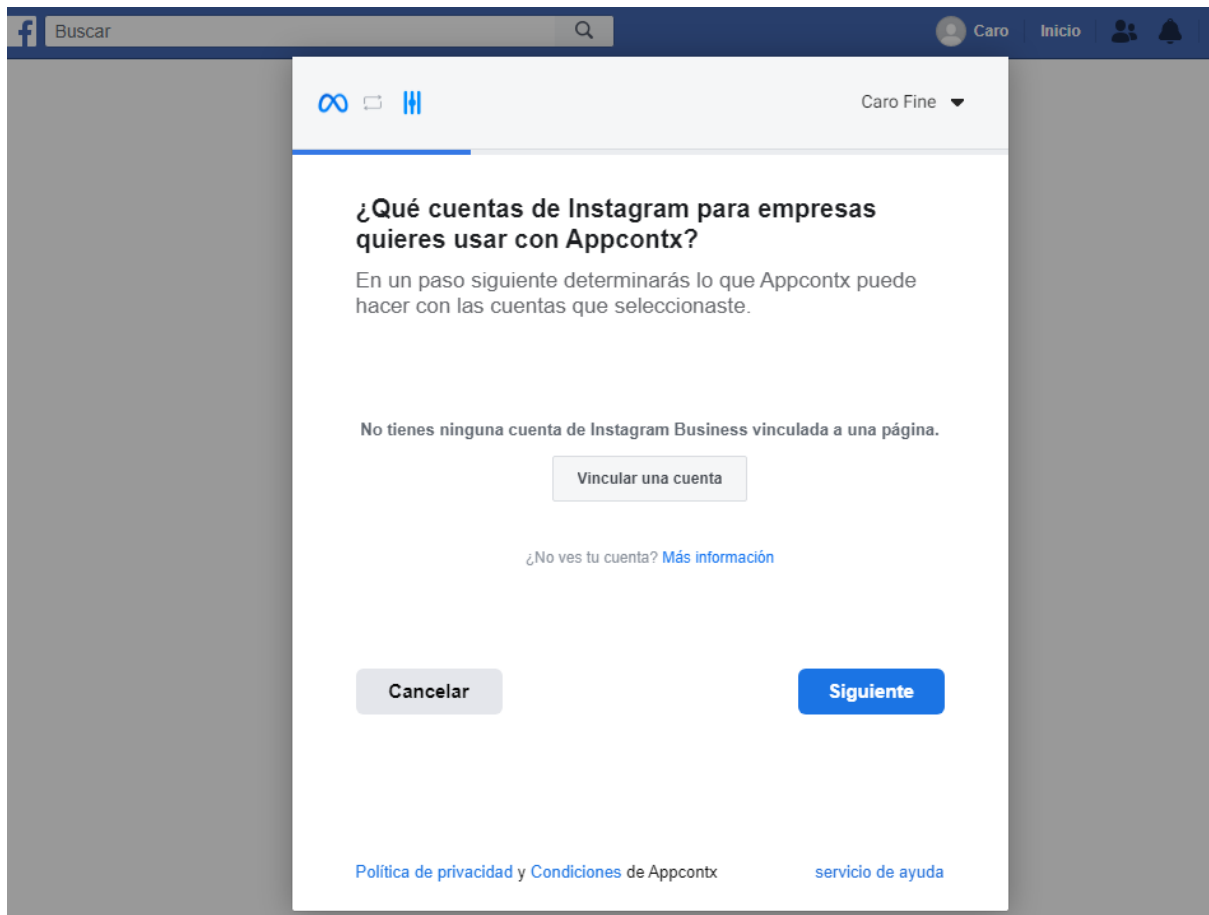 f Buscar Caro Inicio
Caro Fine
¿Qué cuentas de Instagram para empresas
quieres usar con Appcontx?
En un paso siguiente determinarás lo que Appcontx puede
hacer con las cuentas que seleccionaste.
No tienes ninguna cuenta de Instagram Business vinculada a una página.
Vincular una cuenta
¿No ves tu cuenta? Más información
Cancelar Siguiente
Política de privacidad y Condiciones de Appcontx servicio de ayuda